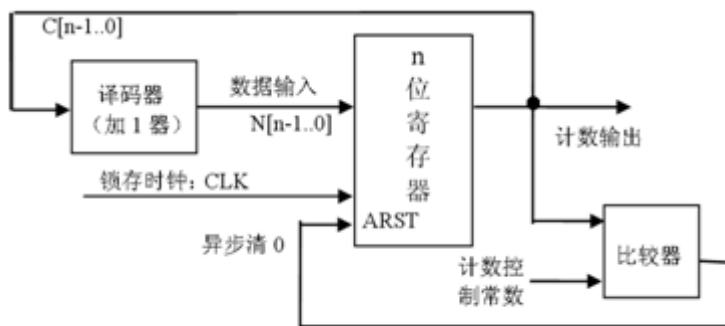 C[n-1..0]
译码器
（加 1 器）
数据输入
N[n-1..0]
n
位
寄
存
器
计数输出
锁存时钟：CLK
ARST
异步清 0
计数控
制常数
比较器